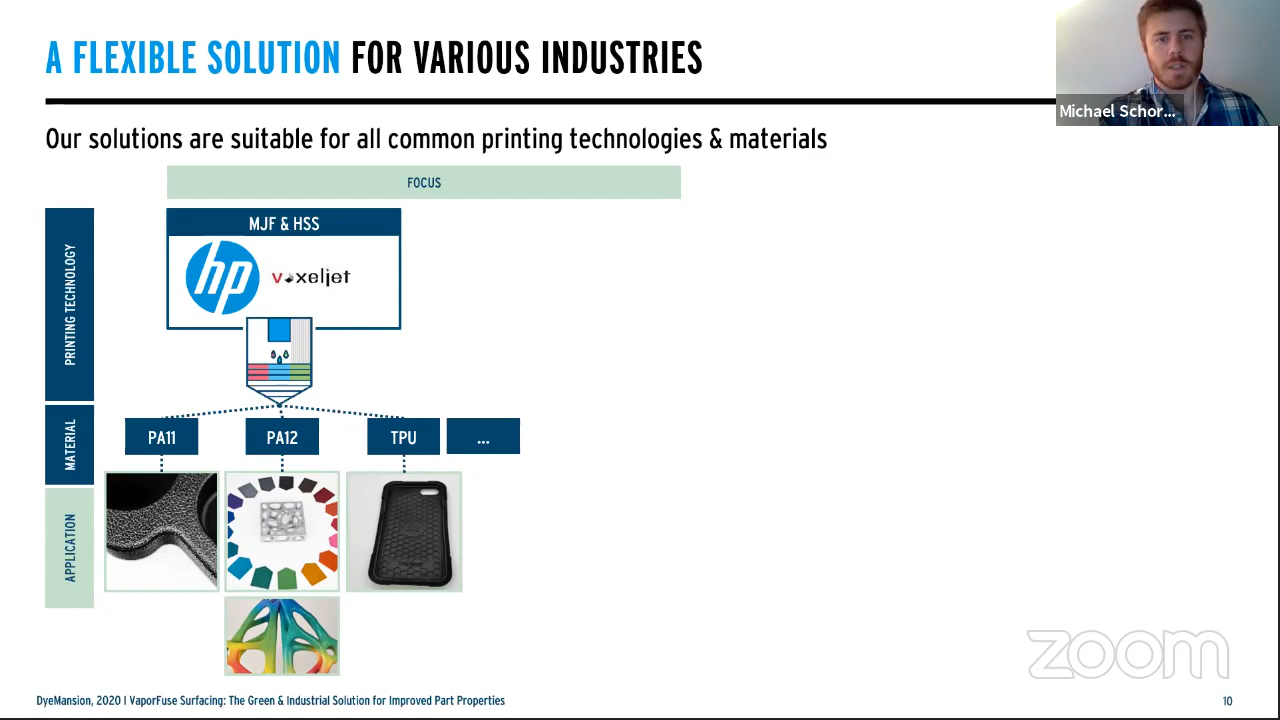 A FLEXIBLE SOLUTION FOR VARIOUS INDUSTRIES
Michael Schor...
Our solutions are suitable for all common printing technologies & materials
FOCUS
PRINTING TECHNOLOGY
MJF & HSS
hp
voxeljet
MATERIAL
PA11
PA12
TPU
...
APPLICATION
zoom
DyeMansion, 2020 I VaporFuse Surfacing: The Green & Industrial Solution for Improved Part Properties
10